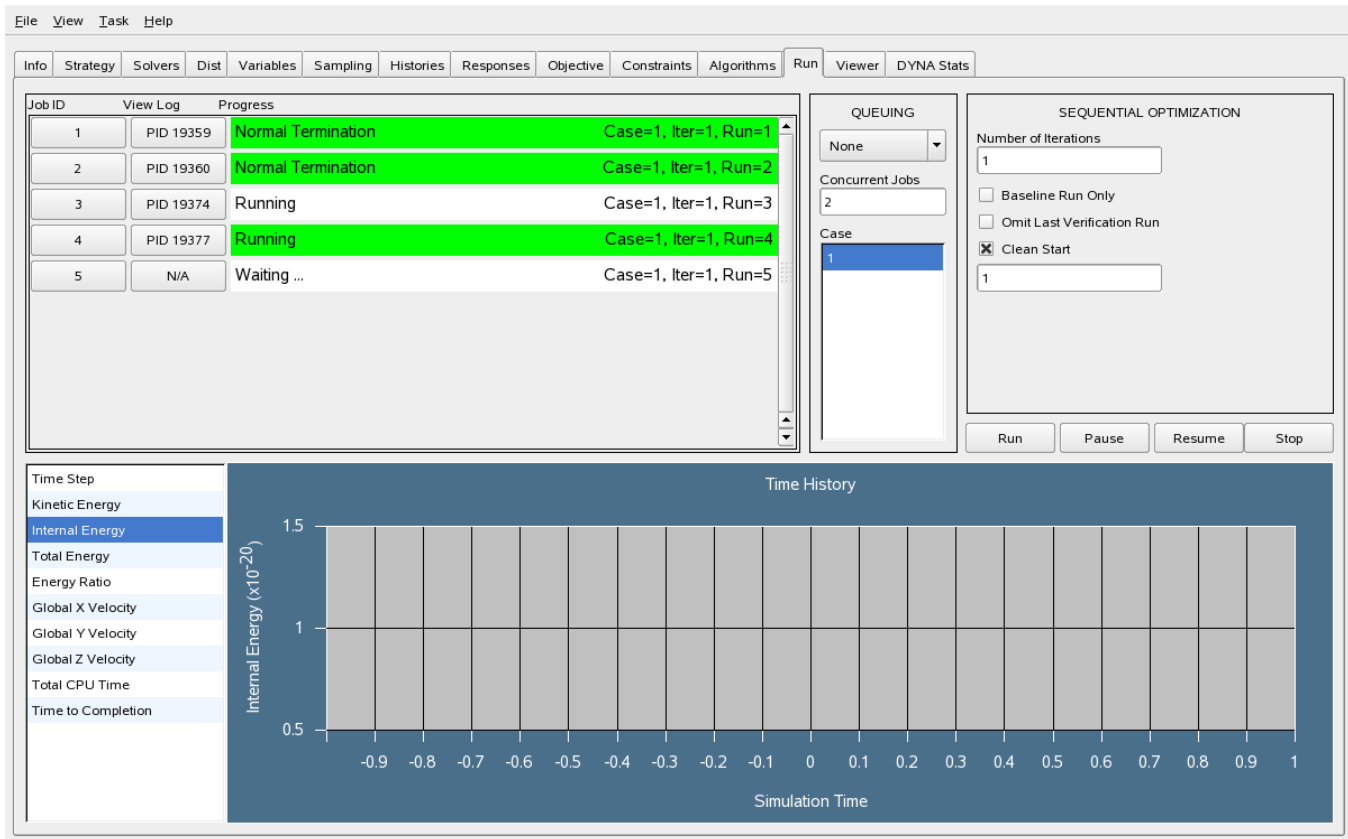 File View Task Help
Info Strategy Solvers Dist Variables Sampling Histories Responses Objective Constraints Algorithms Run Viewer DYNA Stats
Job ID View Log Progress
1 PID 19359 Normal Termination Case=1, Iter=1, Run=1
2 PID 19360 Normal Termination Case=1, Iter=1, Run=2
3 PID 19374 Running Case=1, Iter=1, Run=3
4 PID 19377 Running Case=1, Iter=1, Run=4
5 N/A Waiting ... Case=1, Iter=1, Run=5
QUEUING
None
Concurrent Jobs
2
Case
1
SEQUENTIAL OPTIMIZATION
Number of Iterations
1
Baseline Run Only
Omit Last Verification Run
Clean Start
1
Run Pause Resume Stop
Time Step
Kinetic Energy
Internal Energy
Total Energy
Energy Ratio
Global X Velocity
Global Y Velocity
Global Z Velocity
Total CPU Time
Time to Completion
Time History
Internal Energy (x10-20)
1.5
1
0.5
-0.9 -0.8 -0.7 -0.6 -0.5 -0.4 -0.3 -0.2 -0.1 0 0.1 0.2 0.3 0.4 0.5 0.6 0.7 0.8 0.9 1
Simulation Time